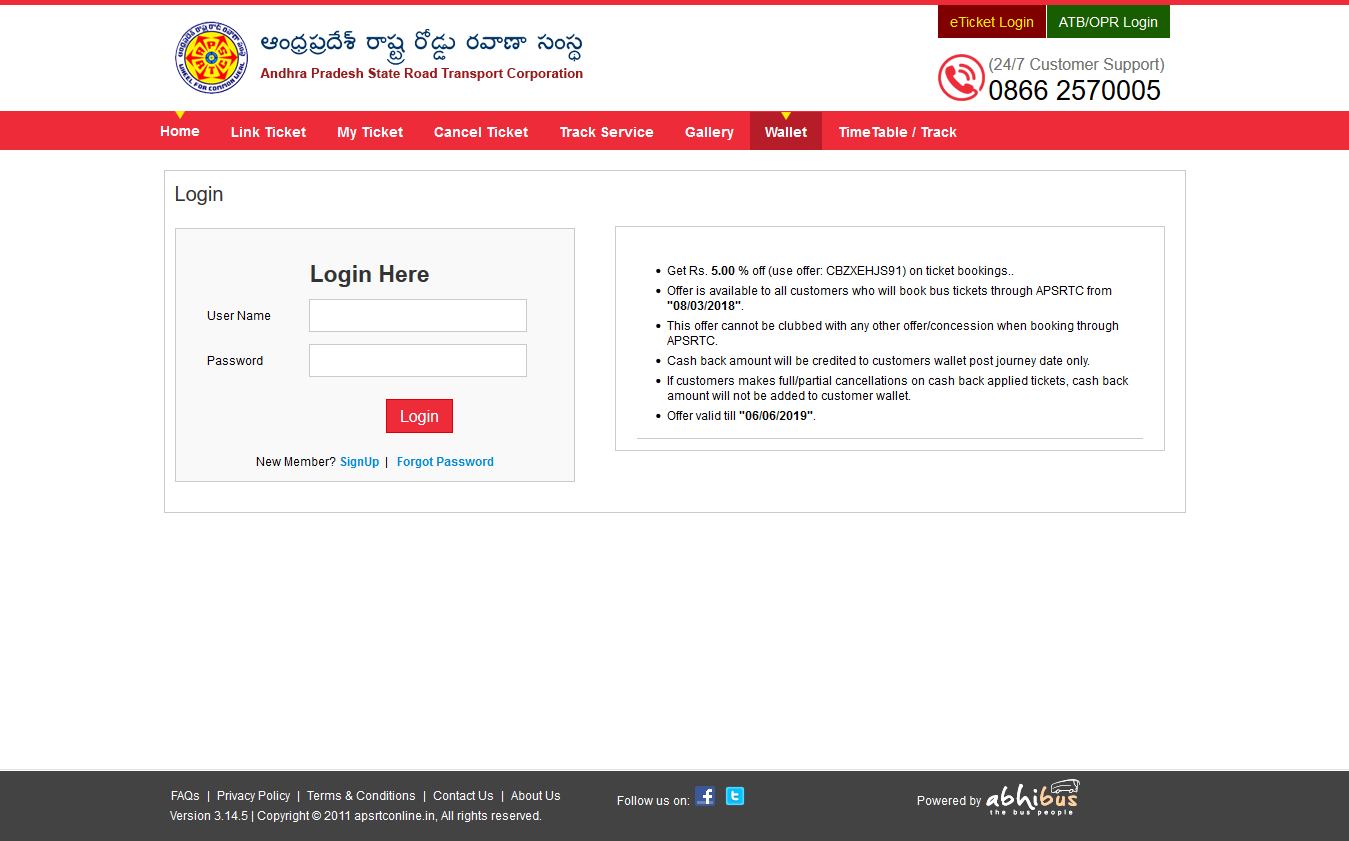 eTicket Login
ATB/OPR Login
ఆంధ్రప్రదేశ్ రాష్ట్ర రోడ్డు రవాణా సంస్థ
Andhra Pradesh State Road Transport Corporation
(24/7 Customer Support)
0866 2570005
Home Link Ticket My Ticket Cancel Ticket Track Service Gallery Wallet TimeTable / Track
Login
Login Here
User Name
Password
Login
New Member? SignUp | Forgot Password
• Get Rs. 5.00 % off (use offer: CBZXEHJS91) on ticket bookings..
• Offer is available to all customers who will book bus tickets through APSRTC from
"08/03/2018".
• This offer cannot be clubbed with any other offer/concession when booking through
APSRTC.
• Cash back amount will be credited to customers wallet post journey date only.
• If customers makes full/partial cancellations on cash back applied tickets, cash back
amount will not be added to customer wallet.
• Offer valid till "06/06/2019".
FAQs | Privacy Policy | Terms & Conditions | Contact Us | About Us
Version 3.14.5 | Copyright © 2011 apsrtconline.in, All rights reserved.
Follow us on:
Powered by abhibus
the bus people